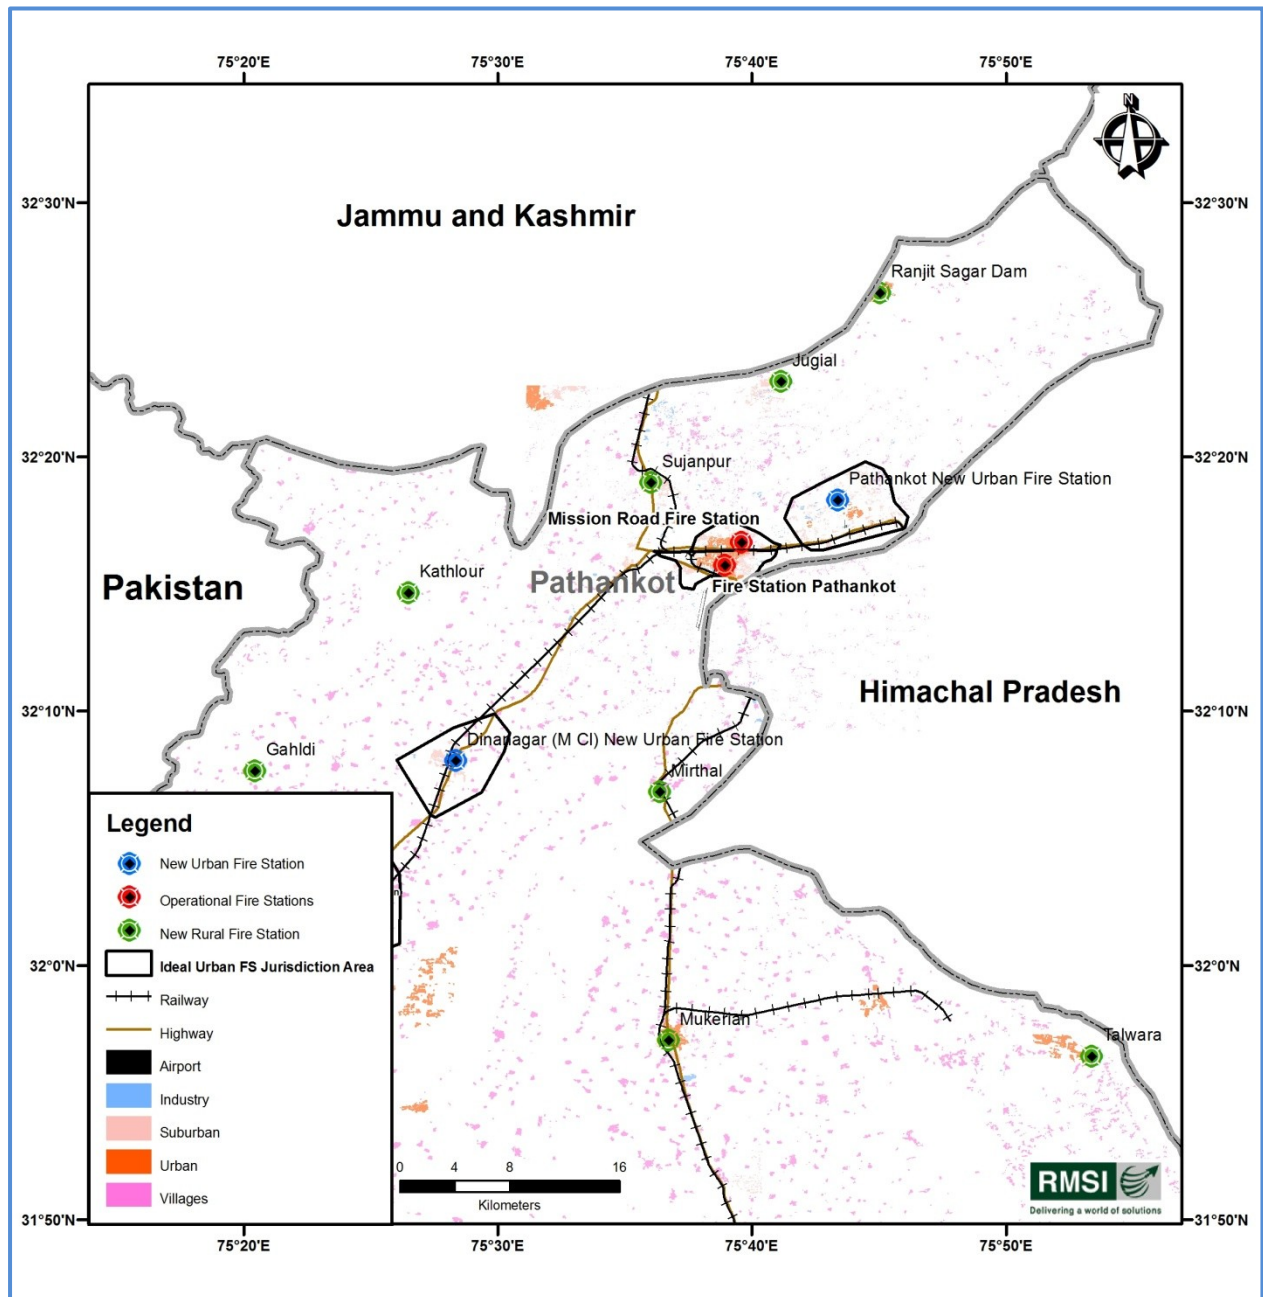 75°20'E 75°30'E 75°40'E 75°50'E
N
32°30'N 32°30'N
Jammu and Kashmir
Ranjit Sagar Dam
Jugial
32°20'N 32°20'N
Sujanpur
Pathankot New Urban Fire Station
Mission Road Fire Station
Kathlour
Pakistan
Pathankot
Fire Station Pathankot
Himachal Pradesh
32°10'N 32°10'N
Gahldi
Dinanagar (M Cl) New Urban Fire Station
Mirthal
Legend
New Urban Fire Station
Operational Fire Stations
New Rural Fire Station
Ideal Urban FS Jurisdiction Area
32°0'N 32°0'N
Railway
Highway
Mukerian
Talwara
Airport
Industry
Suburban
Urban
Villages
0 4 8 16
Kilometers
RMSI
Delivering a world of solutions
31°50'N 31°50'N
75°20'E 75°30'E 75°40'E 75°50'E